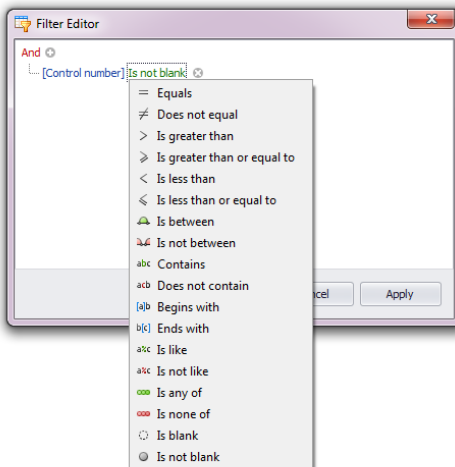 Filter Editor
And
[Control number] Is not blank
= Equals
≠ Does not equal
> Is greater than
⩾ Is greater than or equal to
< Is less than
⩽ Is less than or equal to
Is between
Is not between
abc Contains
acb Does not contain
[a]b Begins with
b[c] Ends with
a%c Is like
a%c Is not like
Is any of
Is none of
Is blank
Is not blank
Apply